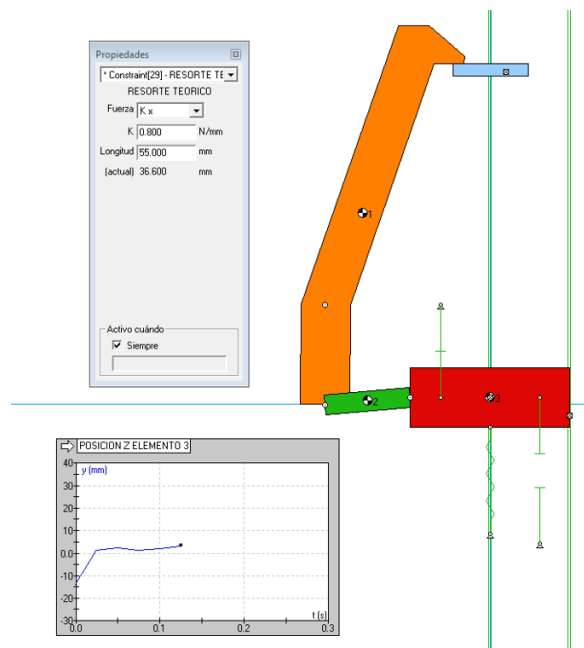 Propiedades
* Constraint[29] - RESORTE TE
RESORTE TEORICO
Fuerza K x
K 0.800 N/mm
Longitud 55.000 mm
(actual) 36.600 mm
Activo cuándo
Siempre
1
2
3
POSICION Z ELEMENTO 3
40
y (mm)
30
20
10
0.0
-10
-20
-30
t (s)
0.0 0.1 0.2 0.3